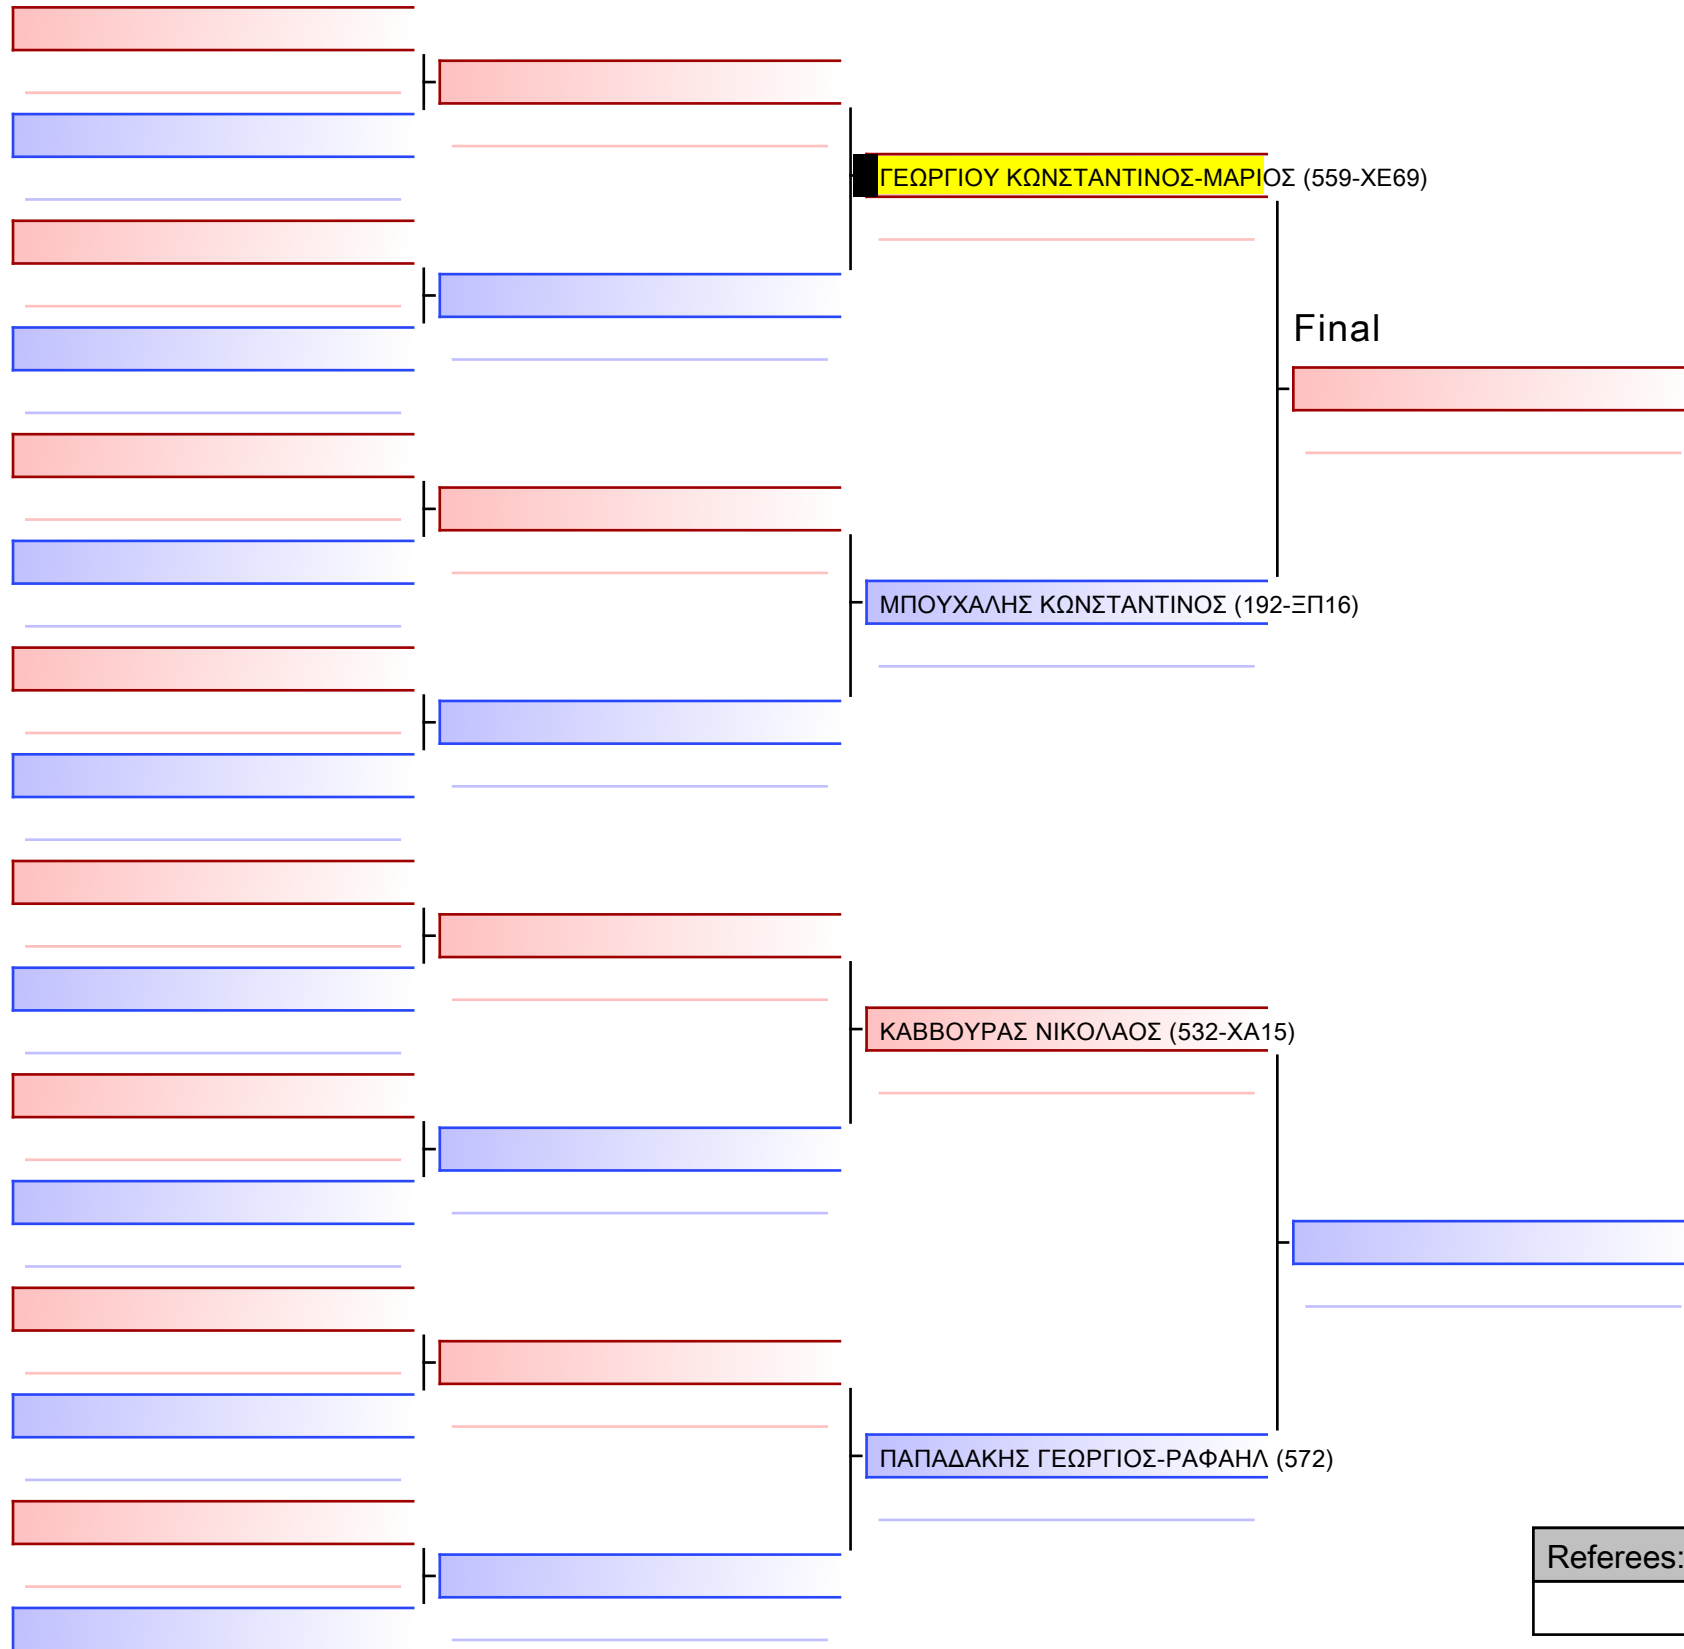 ΓΕΩΡΓΙΟΥ ΚΩΝΣΤΑΝΤΙΝΟΣ-ΜΑΡΙΟΣ (559-ΧΕ69)
Final
ΜΠΟΥΧΑΛΗΣ ΚΩΝΣΤΑΝΤΙΝΟΣ (192-ΞΠ16)
ΚΑΒΒΟΥΡΑΣ ΝΙΚΟΛΑΟΣ (532-ΧΑ15)
ΠΑΠΑΔΑΚΗΣ ΓΕΩΡΓΙΟΣ-ΡΑΦΑΗΛ (572)
Referees: